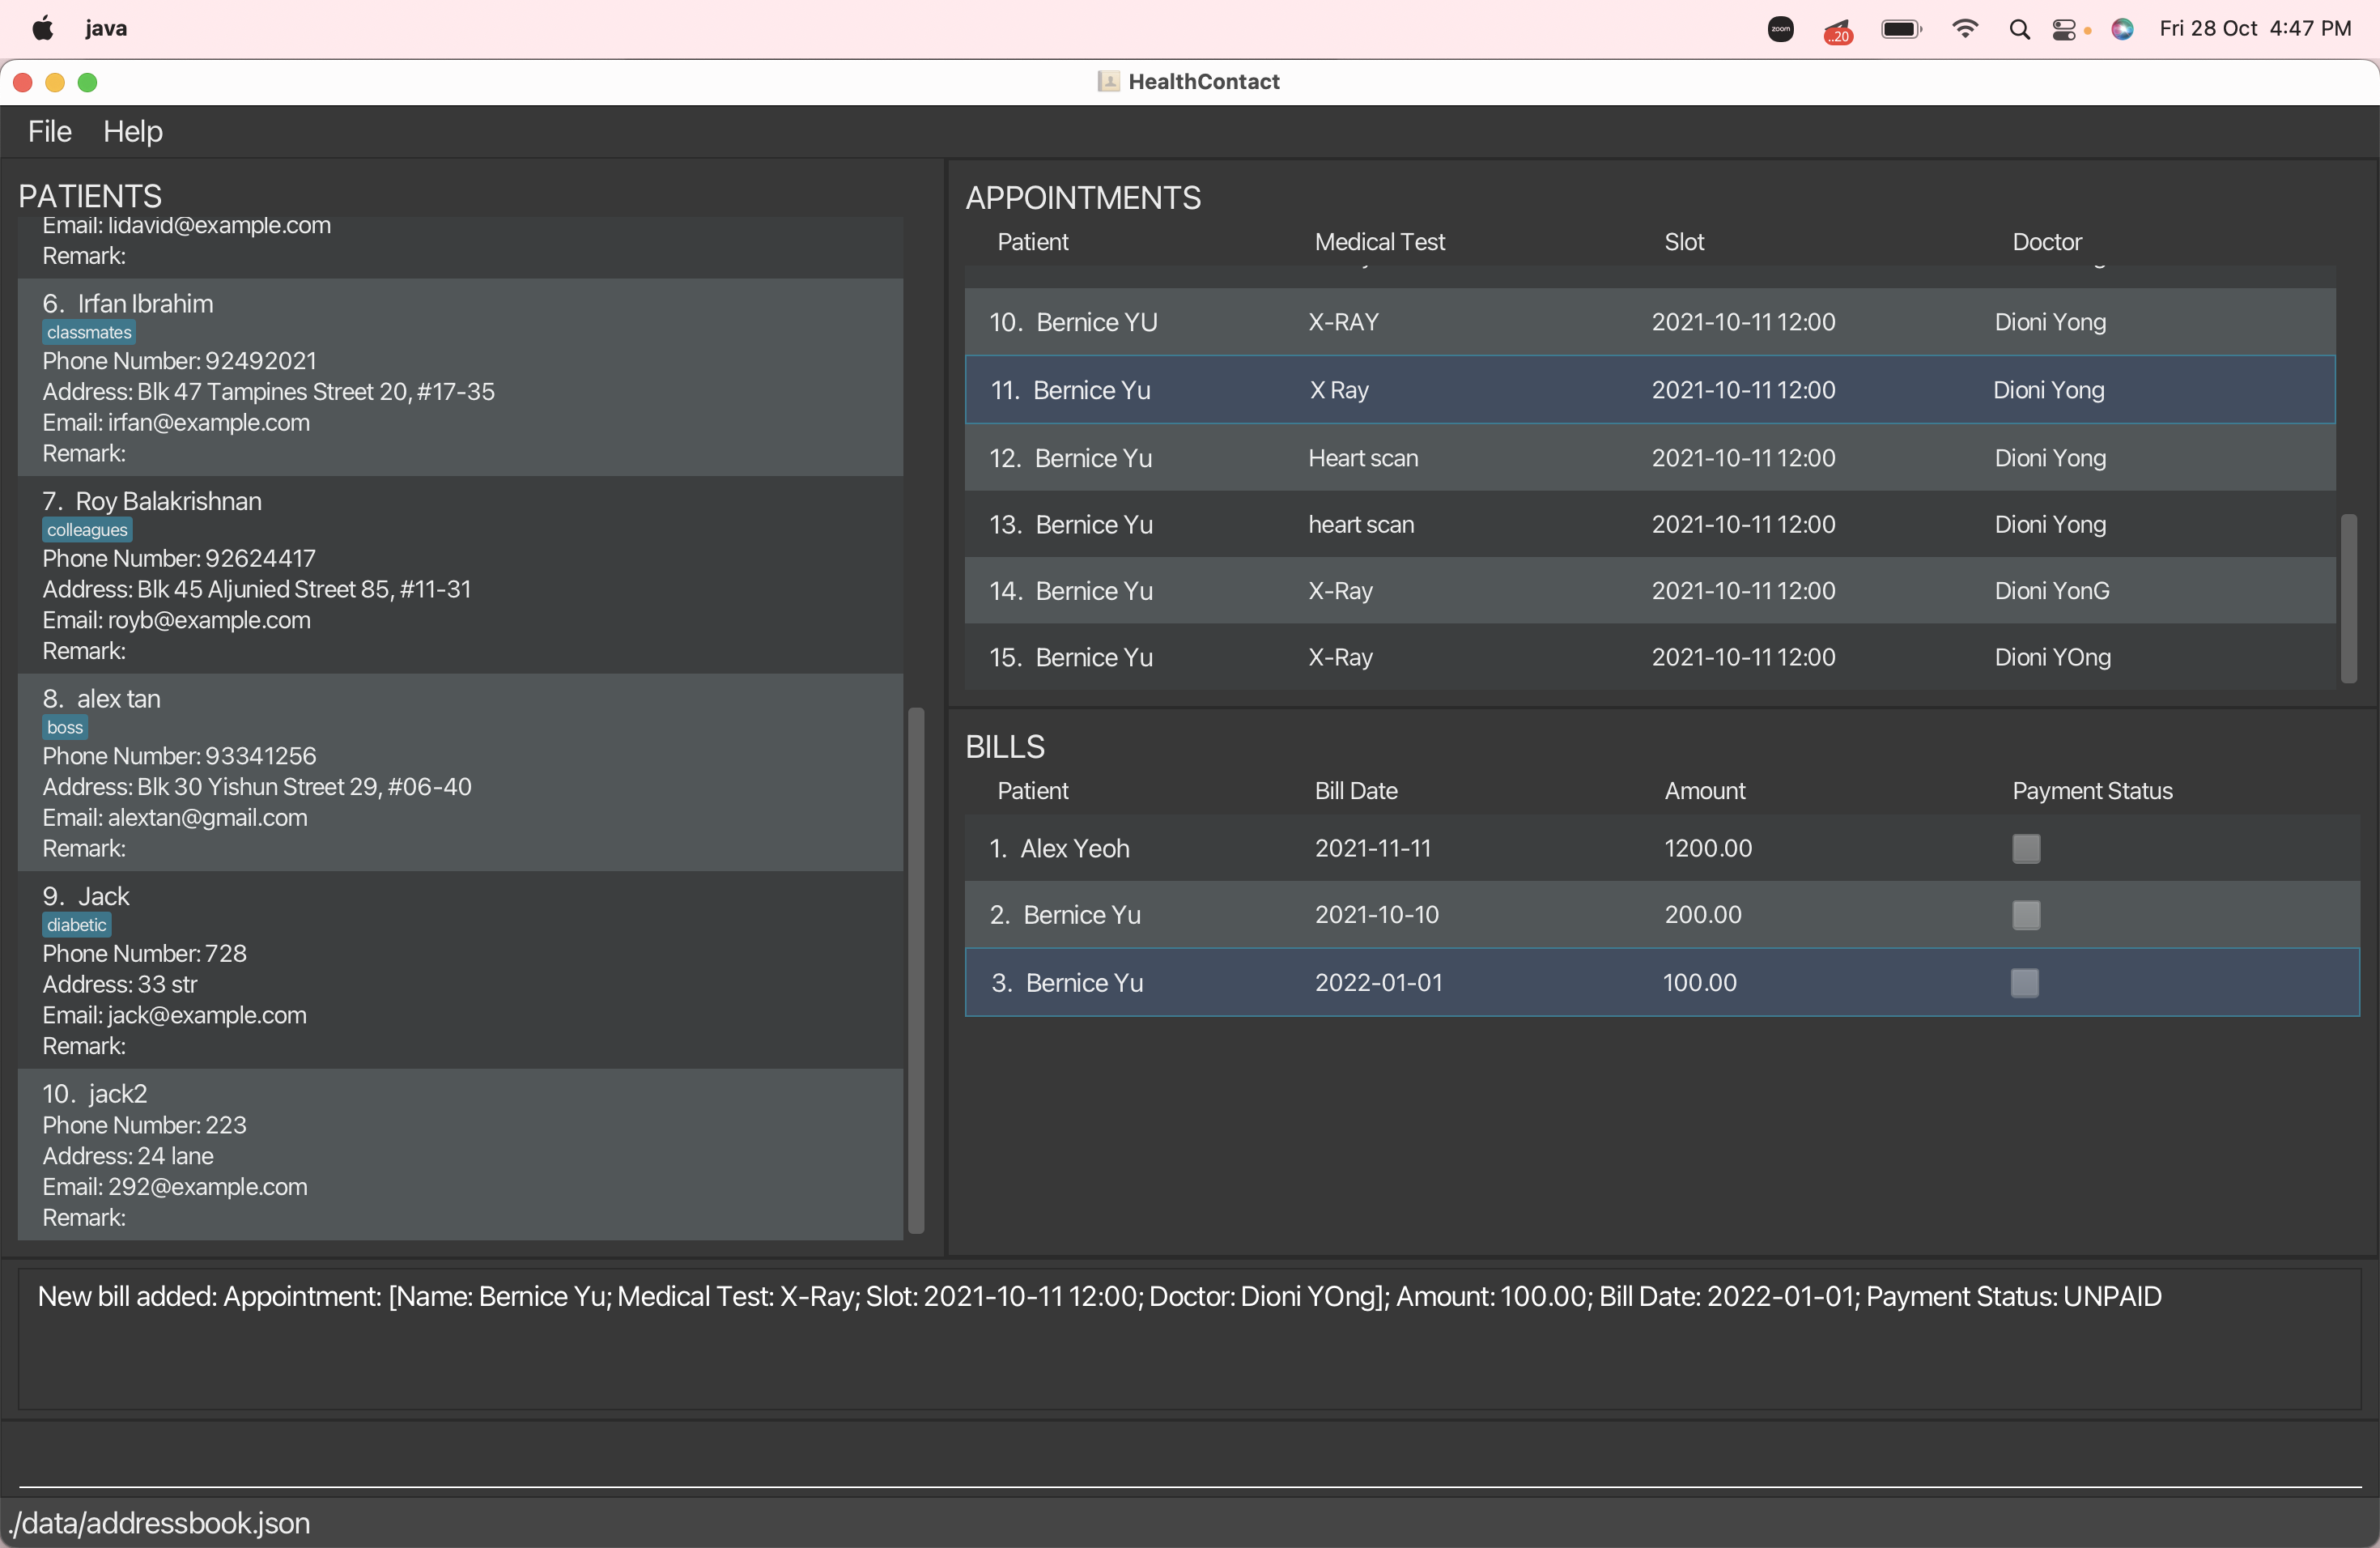 java
zoom
..20
Fri 28 Oct 4:47 PM
HealthContact
File Help
PATIENTS
Email: lidavid@example.com
Remark:
6. Irfan Ibrahim
classmates
Phone Number: 92492021
Address: Blk 47 Tampines Street 20, #17-35
Email: irfan@example.com
Remark:
7. Roy Balakrishnan
colleagues
Phone Number: 92624417
Address: Blk 45 Aljunied Street 85, #11-31
Email: royb@example.com
Remark:
8. alex tan
boss
Phone Number: 93341256
Address: Blk 30 Yishun Street 29, #06-40
Email: alextan@gmail.com
Remark:
9. Jack
diabetic
Phone Number: 728
Address: 33 str
Email: jack@example.com
Remark:
10. jack2
Phone Number: 223
Address: 24 lane
Email: 292@example.com
Remark:
APPOINTMENTS
Patient Medical Test Slot Doctor
10. Bernice YU X-RAY 2021-10-11 12:00 Dioni Yong
11. Bernice Yu X Ray 2021-10-11 12:00 Dioni Yong
12. Bernice Yu Heart scan 2021-10-11 12:00 Dioni Yong
13. Bernice Yu heart scan 2021-10-11 12:00 Dioni Yong
14. Bernice Yu X-Ray 2021-10-11 12:00 Dioni YonG
15. Bernice Yu X-Ray 2021-10-11 12:00 Dioni YOng
BILLS
Patient Bill Date Amount Payment Status
1. Alex Yeoh 2021-11-11 1200.00
2. Bernice Yu 2021-10-10 200.00
3. Bernice Yu 2022-01-01 100.00
New bill added: Appointment: [Name: Bernice Yu; Medical Test: X-Ray; Slot: 2021-10-11 12:00; Doctor: Dioni YOng]; Amount: 100.00; Bill Date: 2022-01-01; Payment Status: UNPAID
./data/addressbook.json